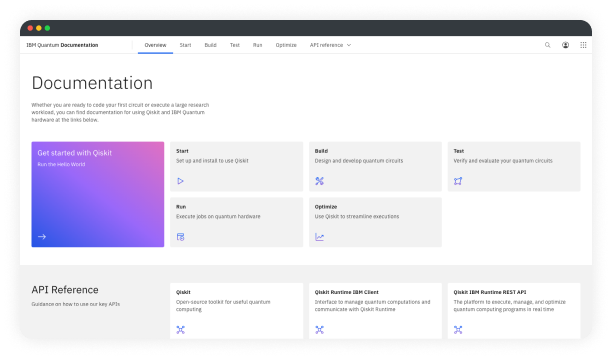 IBM Quantum Documentation
Overview Start Build Test Run Optimize API reference
Documentation
Whether you are ready to code your first circuit or execute a large research
workload, you can find documentation for using Qiskit and IBM Quantum
hardware at the links below.
Get started with Qiskit
Run the Hello World
Start
Set up and install to use Qiskit
Build
Design and develop quantum circuits
Test
Verify and evaluate your quantum circuits
Run
Execute jobs on quantum hardware
Optimize
Use Qiskit to streamline executions
API Reference
Guidance on how to use our key APIs
Qiskit
Open-source toolkit for useful quantum
computing
Qiskit Runtime IBM Client
Interface to manage quantum computations and
communicate with Qiskit Runtime
Qiskit IBM Runtime REST API
The platform to execute, manage, and optimize
quantum computing programs in real time